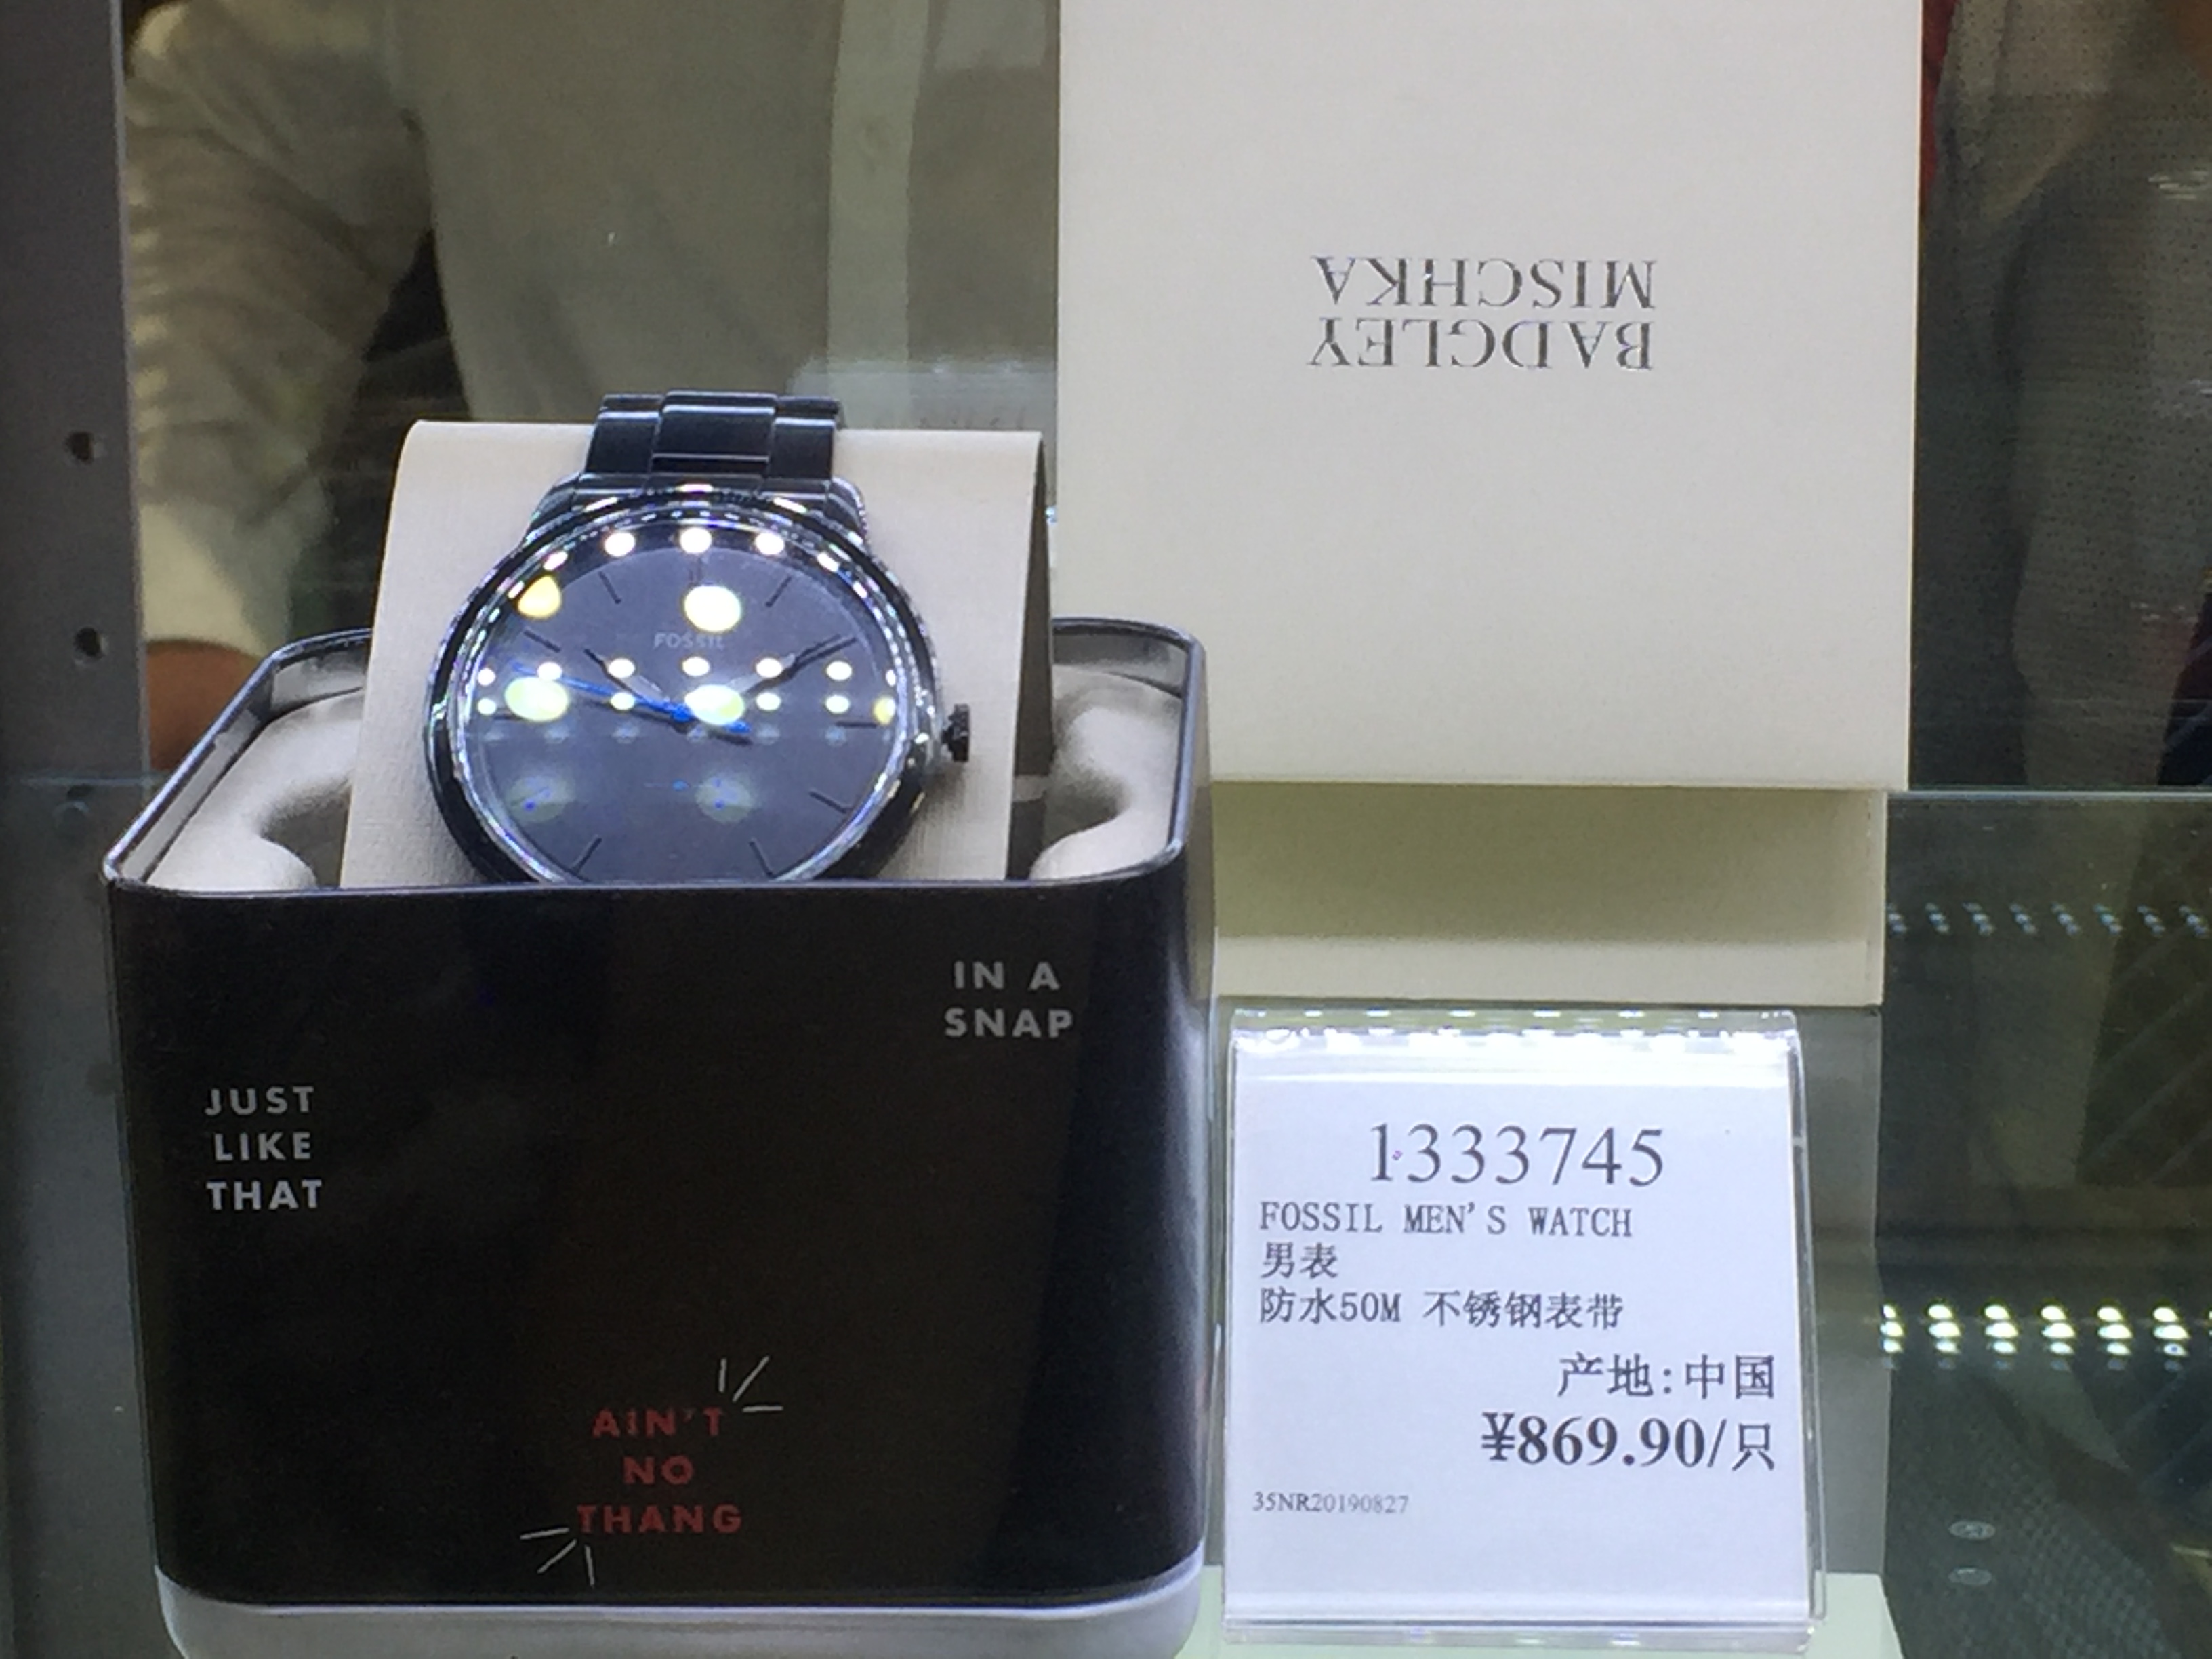 BADGLEY
MISCHKA
FOSSIL
IN A
SNAP
JUST
LIKE
THAT
AIN'T
NO
THANG
1333745
FOSSIL MEN'S WATCH
男表
防水50M 不锈钢表带
产地:中国
¥869.90/只
35NR20190827